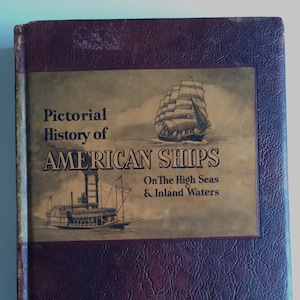 Pictorial
History of
AMERICAN SHIPS
On The High Seas
& Inland Waters